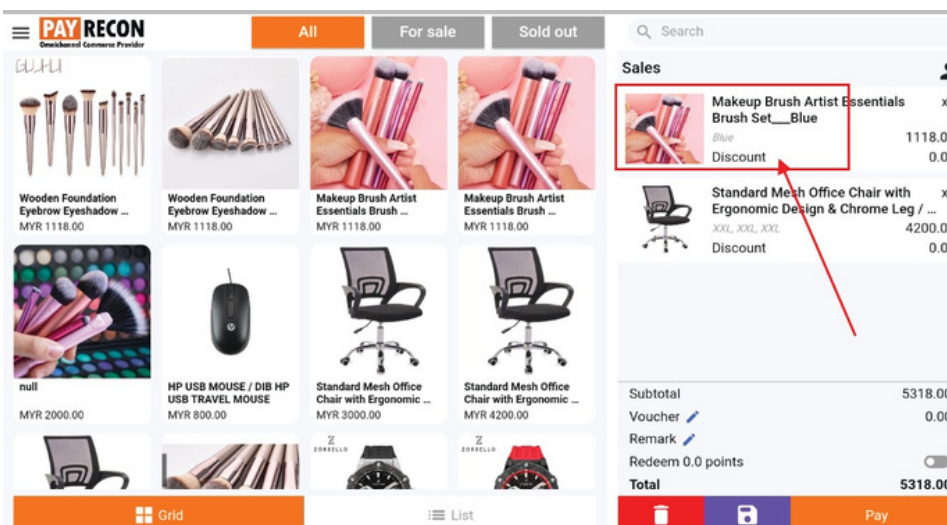 PAY RECON
Omnichannel Commerce Provider
All
For sale
Sold out
Wooden Foundation
Eyebrow Eyeshadow ...
MYR 1118.00
Wooden Foundation
Eyebrow Eyeshadow ...
MYR 1118.00
Makeup Brush Artist
Essentials Brush ...
MYR 1118.00
Makeup Brush Artist
Essentials Brush ...
MYR 1118.00
null
MYR 2000.00
HP USB MOUSE / DIB HP
USB TRAVEL MOUSE
MYR 800.00
Standard Mesh Office
Chair with Ergonomic ...
MYR 3000.00
Standard Mesh Office
Chair with Ergonomic ...
MYR 4200.00
Z
ZORBELLO
Z
ZORBELLO
Grid
List
Search
Sales
Makeup Brush Artist Essentials
x
Brush Set___Blue
Blue
1118.0
Discount
0.0
Standard Mesh Office Chair with
x
Ergonomic Design & Chrome Leg / ...
XXL, XXL, XXL
4200.0
Discount
0.0
Subtotal
5318.00
Voucher
0.00
Remark
Redeem 0.0 points
Total
5318.00
Pay